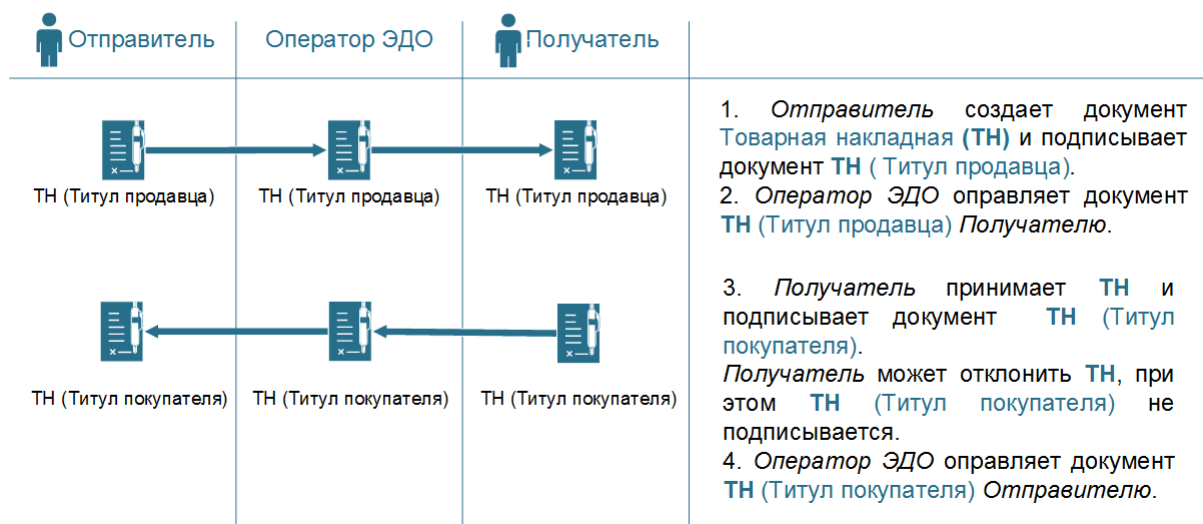 Отправитель
Оператор ЭДО
Получатель
ТН (Титул продавца)
ТН (Титул продавца)
ТН (Титул продавца)
1. Отправитель создает документ
Товарная накладная (ТН) и подписывает
документ ТН ( Титул продавца).
2. Оператор ЭДО оправляет документ
ТН (Титул продавца) Получателю.
ТН (Титул покупателя)
ТН (Титул покупателя)
ТН (Титул покупателя)
3. Получатель принимает ТН и
подписывает документ ТН (Титул
покупателя).
Получатель может отклонить ТН, при
этом ТН (Титул покупателя) не
подписывается.
4. Оператор ЭДО оправляет документ
ТН (Титул покупателя) Отправителю.